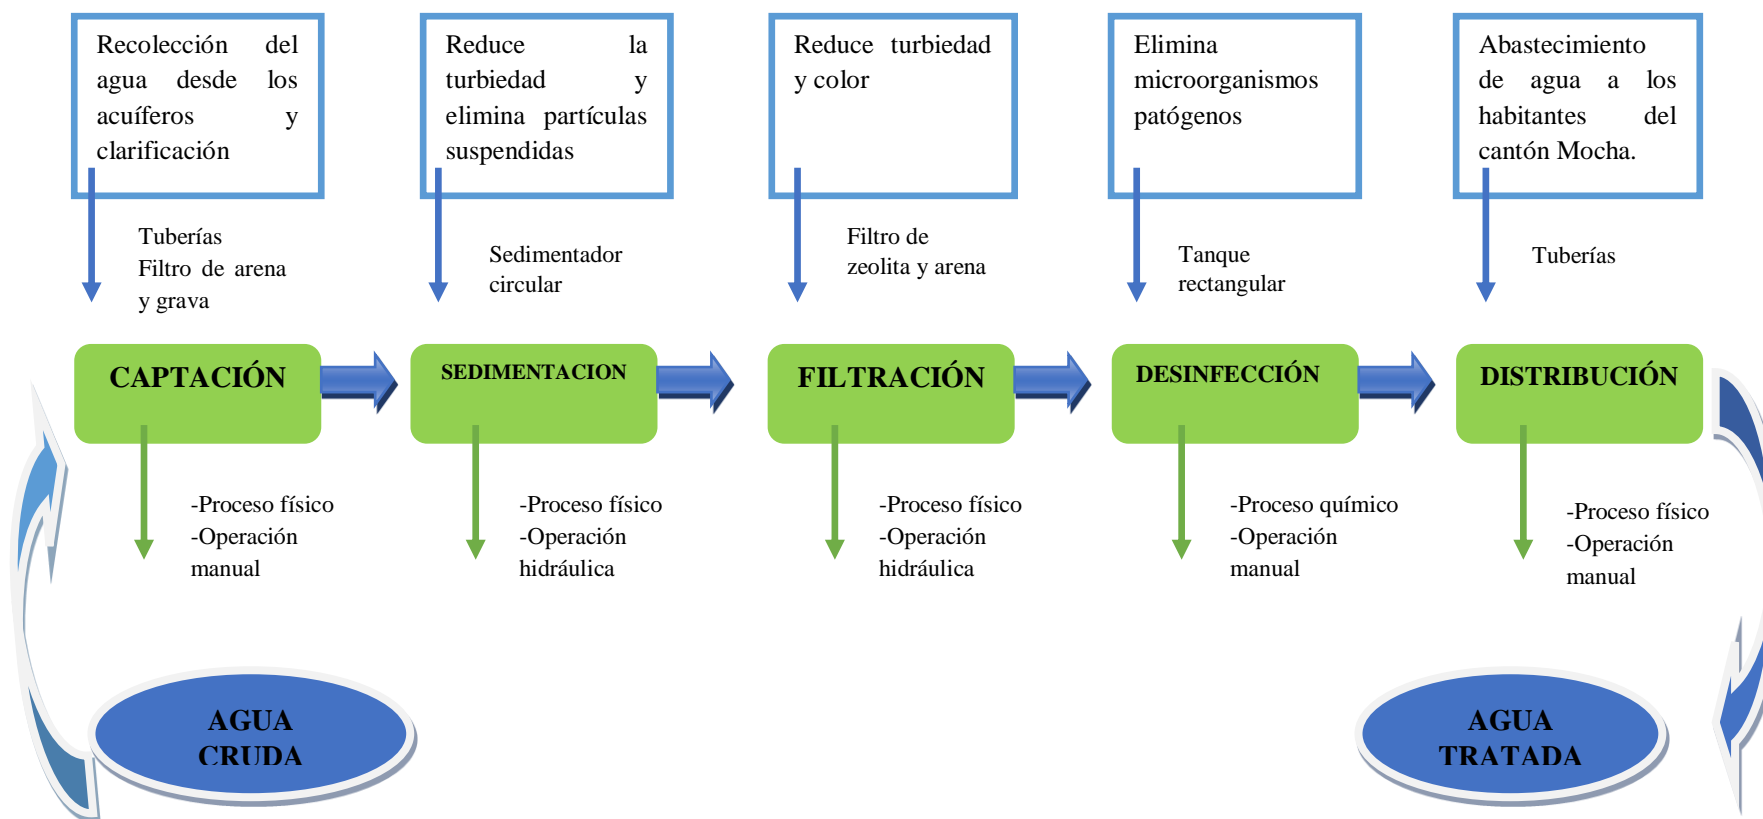 Recolección del
agua desde los
acuíferos y
clarificación
Reduce la
turbiedad y
elimina partículas
suspendidas
Reduce turbiedad
y color
Elimina
microorganismos
patógenos
Abastecimiento
de agua a los
habitantes del
cantón Mocha.
Tuberías
Filtro de arena
y grava
Sedimentador
circular
Filtro de
zeolita y arena
Tanque
rectangular
Tuberías
CAPTACIÓN
SEDIMENTACION
FILTRACIÓN
DESINFECCIÓN
DISTRIBUCIÓN
-Proceso físico
-Operación
manual
-Proceso físico
-Operación
hidráulica
-Proceso físico
-Operación
hidráulica
-Proceso químico
-Operación
manual
-Proceso físico
-Operación
manual
AGUA
CRUDA
AGUA
TRATADA